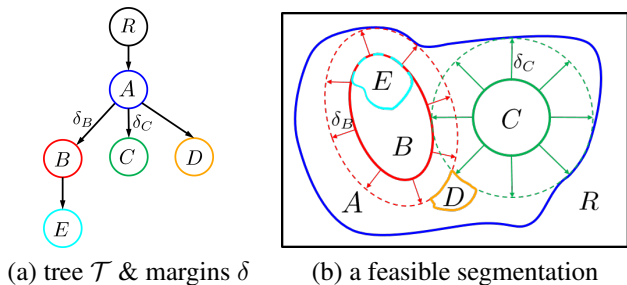 R
A
δ_B δ_C
B C D
E
(a) tree 𝒯 & margins δ
δ_C
E
δ_B B C
A D R
(b) a feasible segmentation